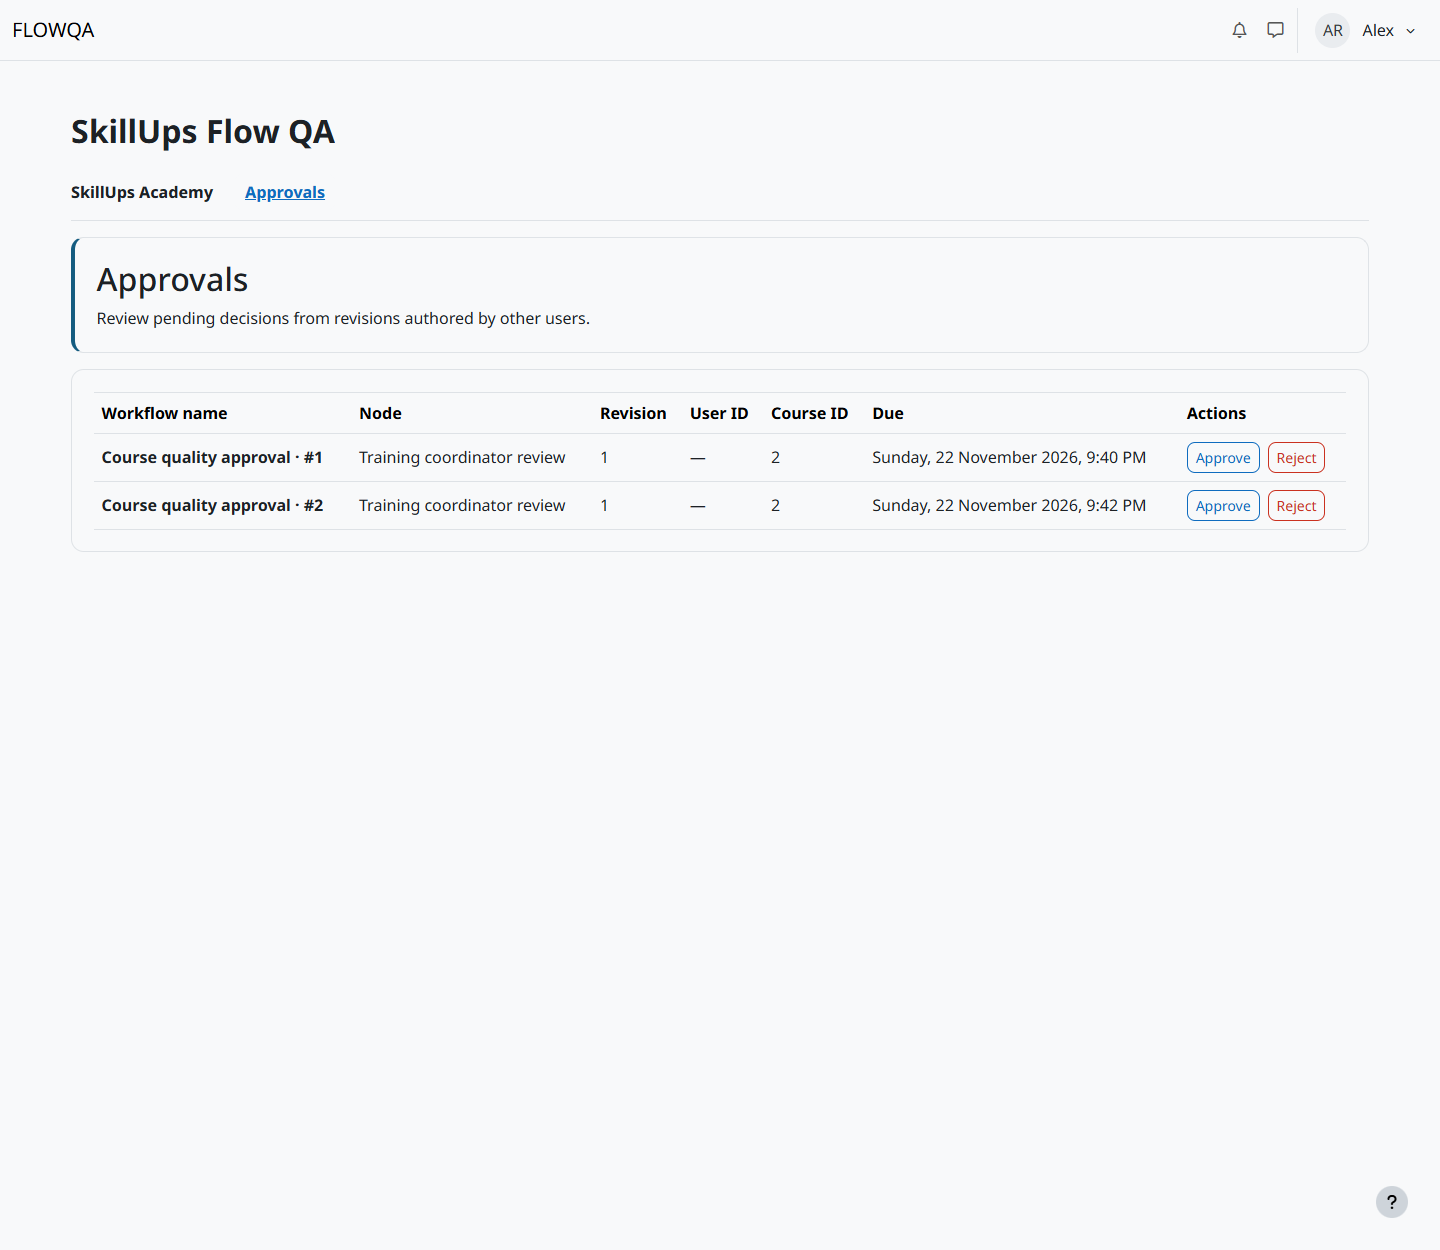 FLOWQA
AR Alex
SkillUps Flow QA
SkillUps Academy Approvals
Approvals
Review pending decisions from revisions authored by other users.
Workflow name Node Revision User ID Course ID Due Actions
Course quality approval · #1 Training coordinator review 1 — 2 Sunday, 22 November 2026, 9:40 PM Approve Reject
Course quality approval · #2 Training coordinator review 1 — 2 Sunday, 22 November 2026, 9:42 PM Approve Reject
?